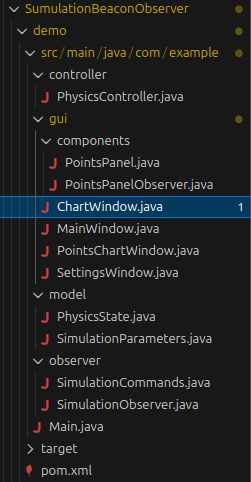 SumulationBeaconObserver
demo
src/main/java/com/example
controller
PhysicsController.java
gui
components
PointsPanel.java
PointsPanelObserver.java
ChartWindow.java 1
MainWindow.java
PointsChartWindow.java
SettingsWindow.java
model
PhysicsState.java
SimulationParameters.java
observer
SimulationCommands.java
SimulationObserver.java
Main.java
target
pom.xml